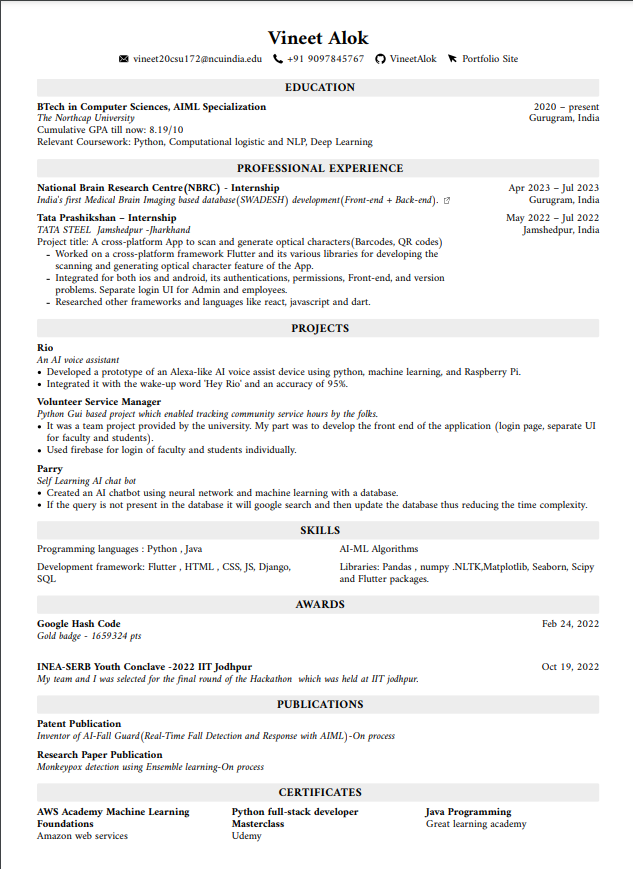 Vineet Alok
vineet20csu172@ncuindia.edu +91 9097845767 VineetAlok Portfolio Site
EDUCATION
BTech in Computer Sciences, AIML Specialization 2020 – present
The Northcap University Gurugram, India
Cumulative GPA till now: 8.19/10
Relevant Coursework: Python, Computational logistic and NLP, Deep Learning
PROFESSIONAL EXPERIENCE
National Brain Research Centre(NBRC) - Internship Apr 2023 – Jul 2023
India's first Medical Brain Imaging based database(SWADESH) development(Front-end + Back-end). Gurugram, India
Tata Prashikshan – Internship May 2022 – Jul 2022
TATA STEEL Jamshedpur -Jharkhand Jamshedpur, India
Project title: A cross-platform App to scan and generate optical characters(Barcodes, QR codes)
- Worked on a cross-platform framework Flutter and its various libraries for developing the
scanning and generating optical character feature of the App.
- Integrated for both ios and android, its authentications, permissions, Front-end, and version
problems. Separate login UI for Admin and employees.
- Researched other frameworks and languages like react, javascript and dart.
PROJECTS
Rio
An AI voice assistant
• Developed a prototype of an Alexa-like AI voice assist device using python, machine learning, and Raspberry Pi.
• Integrated it with the wake-up word 'Hey Rio' and an accuracy of 95%.
Volunteer Service Manager
Python Gui based project which enabled tracking community service hours by the folks.
• It was a team project provided by the university. My part was to develop the front end of the application (login page, separate UI
for faculty and students).
• Used firebase for login of faculty and students individually.
Parry
Self Learning AI chat bot
• Created an AI chatbot using neural network and machine learning with a database.
• If the query is not present in the database it will google search and then update the database thus reducing the time complexity.
SKILLS
Programming languages : Python , Java
AI-ML Algorithms
Development framework: Flutter , HTML , CSS, JS, Django,
SQL
Libraries: Pandas , numpy .NLTK,Matplotlib, Seaborn, Scipy
and Flutter packages.
AWARDS
Google Hash Code Feb 24, 2022
Gold badge - 1659324 pts
INEA-SERB Youth Conclave -2022 IIT Jodhpur Oct 19, 2022
My team and I was selected for the final round of the Hackathon which was held at IIT jodhpur.
PUBLICATIONS
Patent Publication
Inventor of AI-Fall Guard(Real-Time Fall Detection and Response with AIML)-On process
Research Paper Publication
Monkeypox detection using Ensemble learning-On process
CERTIFICATES
AWS Academy Machine Learning
Foundations
Amazon web services
Python full-stack developer
Masterclass
Udemy
Java Programming
Great learning academy